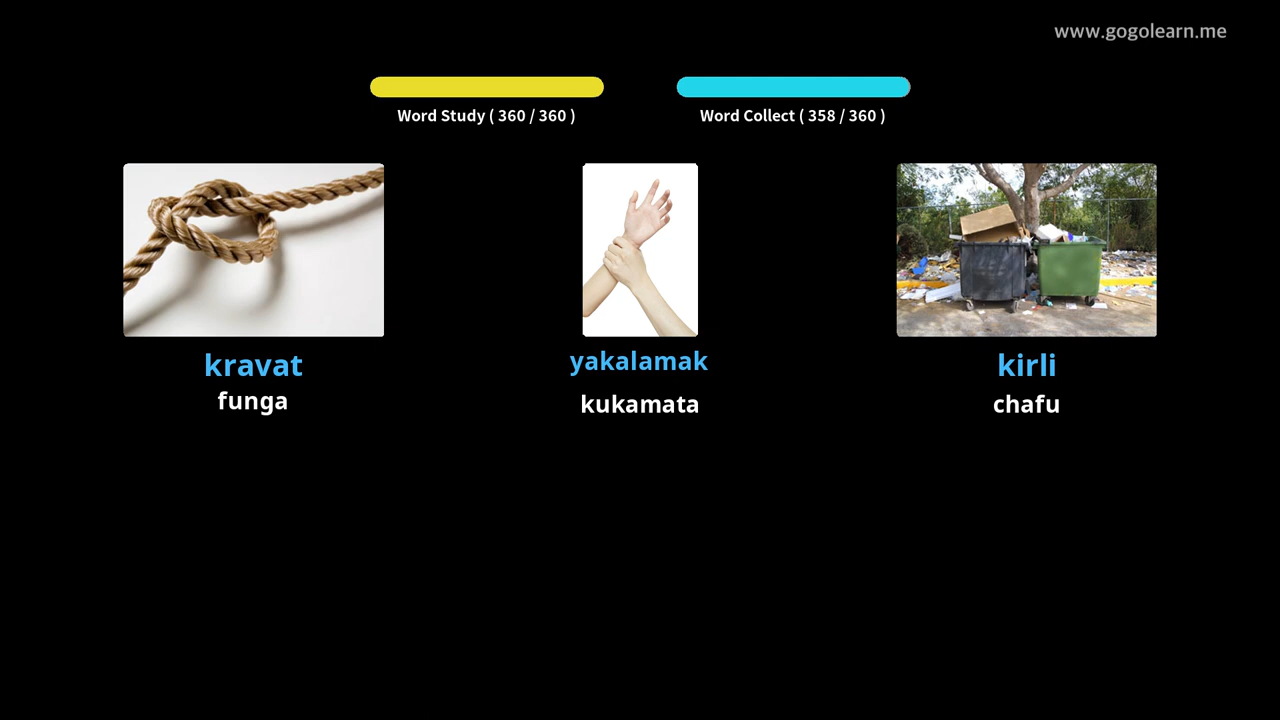 www.gogolearn.me
Word Study ( 360 / 360 )
Word Collect ( 358 / 360 )
kravat
funga
yakalamak
kukamata
kirli
chafu